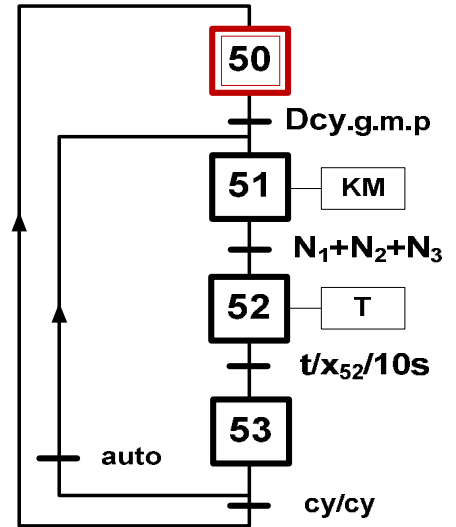 50
Dcy.g.m.p
51
KM
N₁+N₂+N₃
52
T
t/x₅₂/10s
53
auto
cy/cy